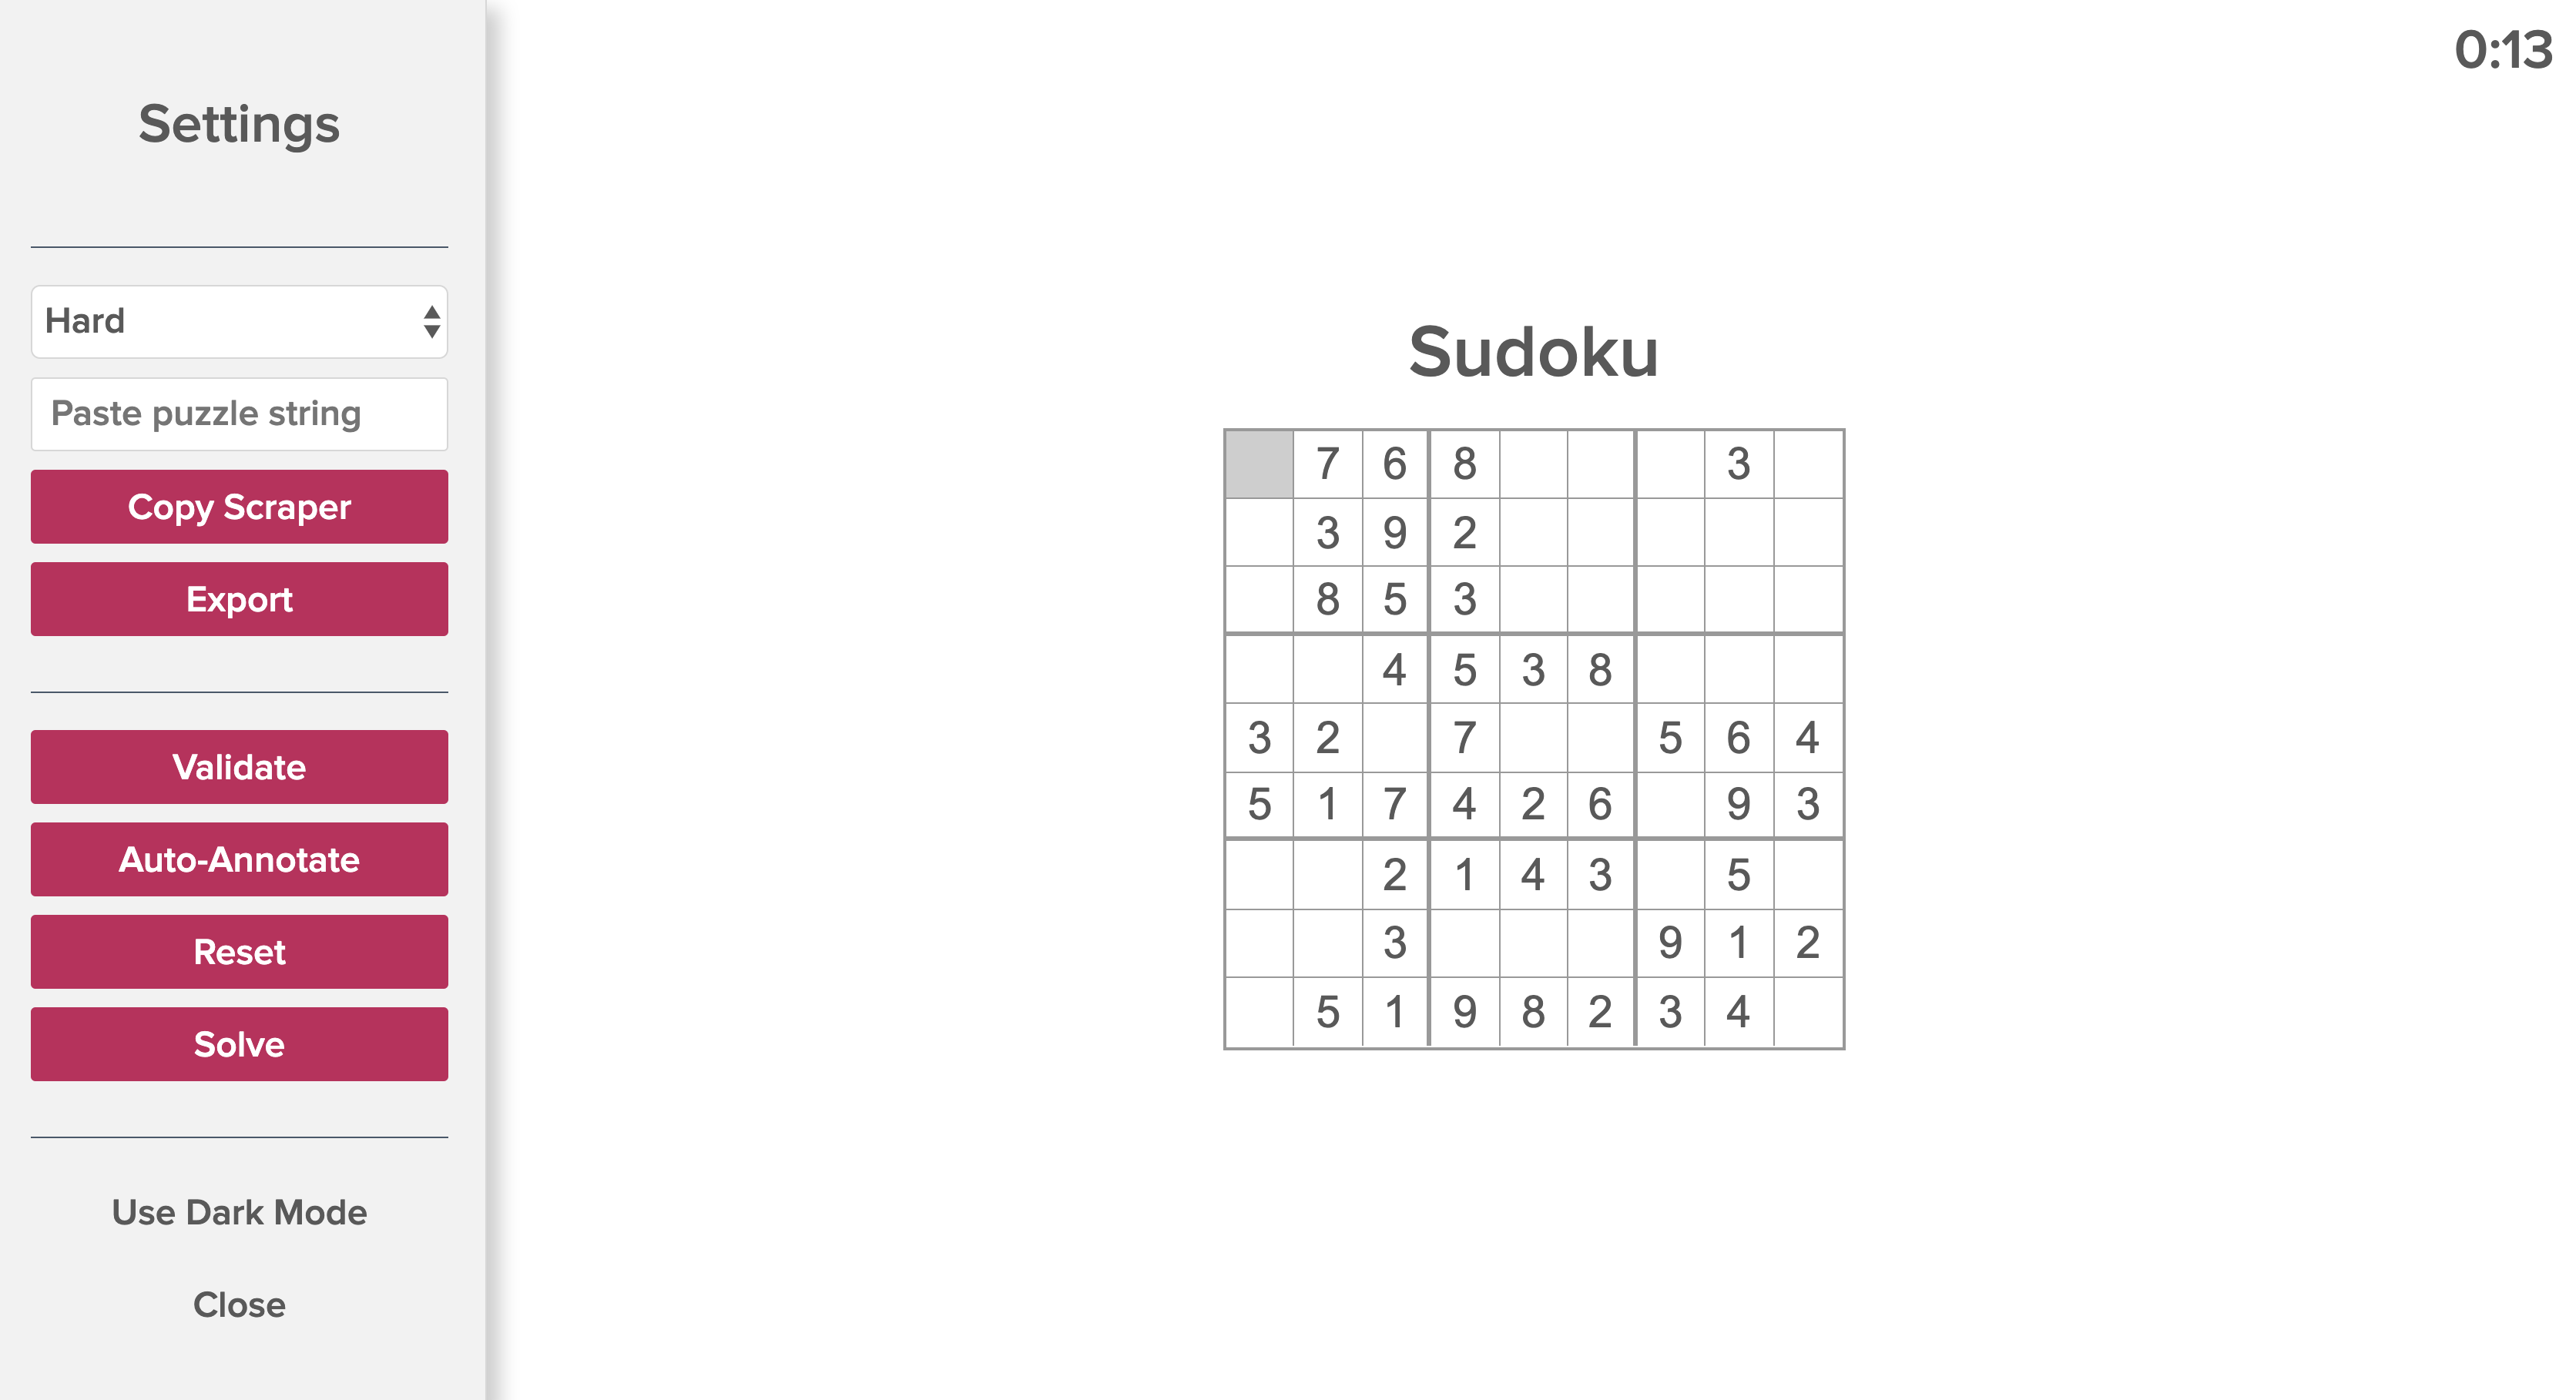 0:13
Settings
Hard
Paste puzzle string
Copy Scraper
Export
Validate
Auto-Annotate
Reset
Solve
Use Dark Mode
Close
Sudoku
7 6 8 3
3 9 2
8 5 3
4 5 3 8
3 2 7 5 6 4
5 1 7 4 2 6 9 3
2 1 4 3 5
3 9 1 2
5 1 9 8 2 3 4